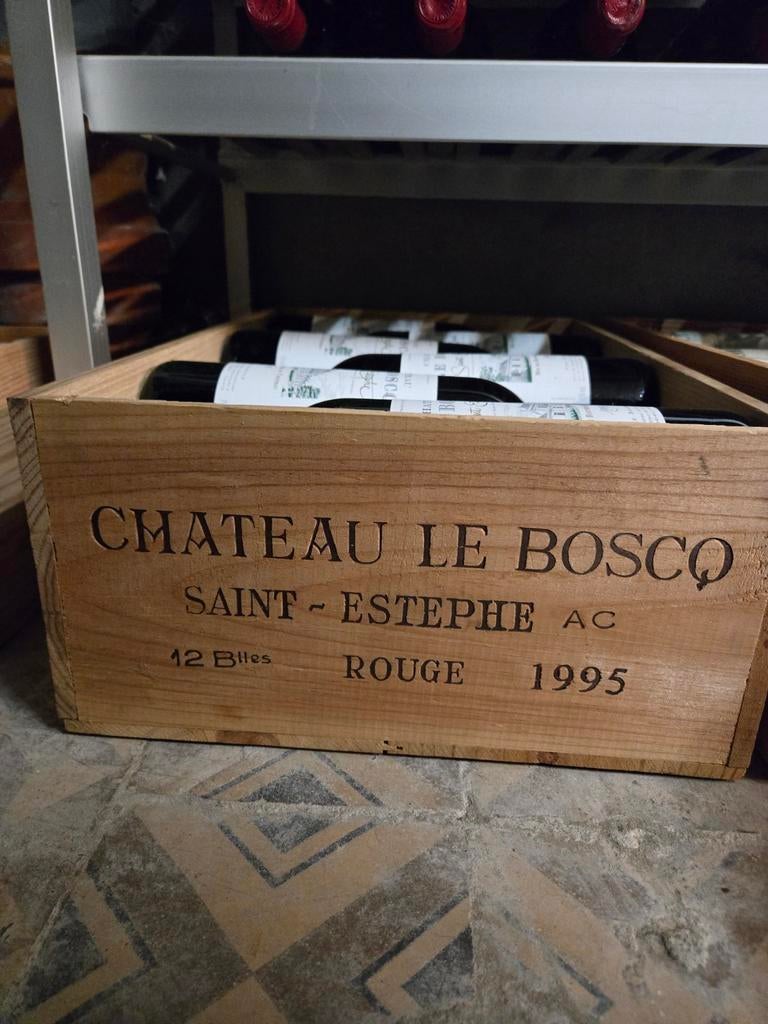 CHATEAU LE BOSCQ
SAINT ~ ESTEPHE AC
12 Blles ROUGE 1995